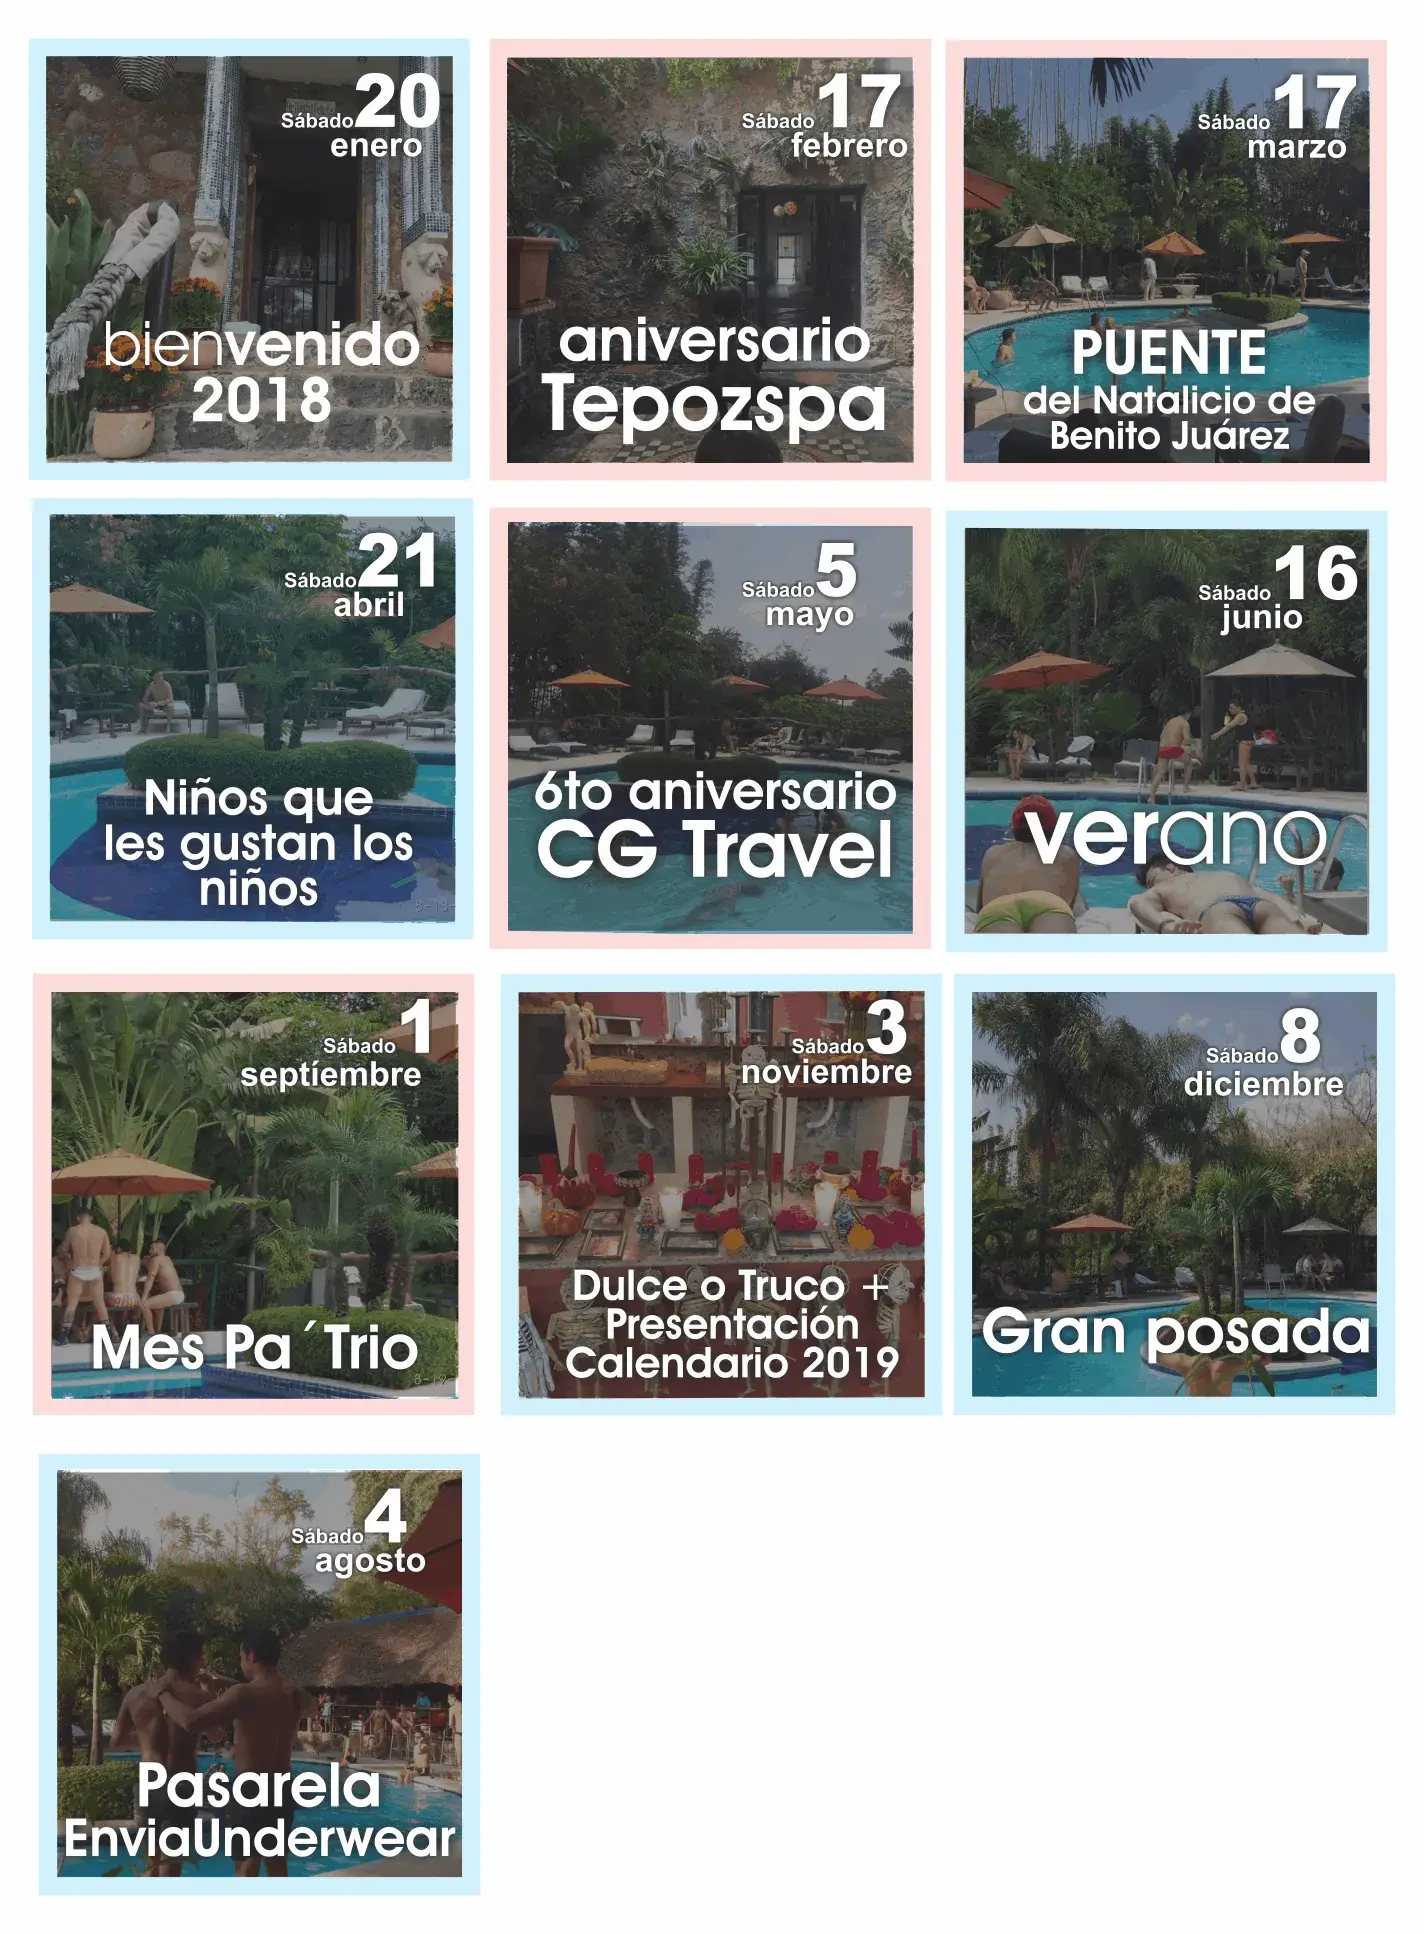 Sábado 20
enero
bienvenido
2018
Sábado 17
febrero
aniversario
Tepozspa
Sábado 17
marzo
PUENTE
del Natalicio de
Benito Juárez
Sábado 21
abril
Niños que
les gustan los
niños
Sábado 5
mayo
6to aniversario
CG Travel
Sábado 16
junio
verano
Sábado 1
septíembre
Mes Pa´Trio
Sábado 3
noviembre
Dulce o Truco +
Presentación
Calendario 2019
Sábado 8
diciembre
Gran posada
Sábado 4
agosto
Pasarela
EnviaUnderwear